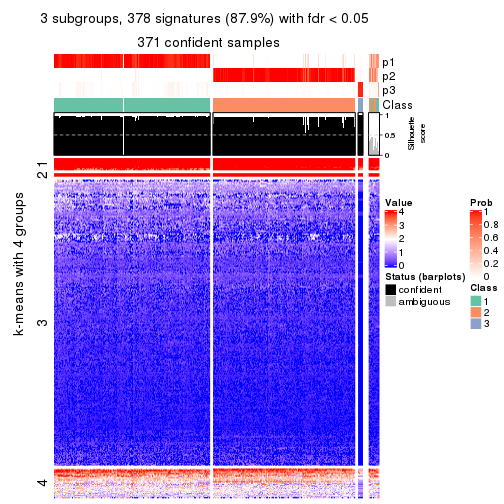 3 subgroups, 378 signatures (87.9%) with fdr < 0.05
371 confident samples
p1
p2
p3
Class
1
0.5
0
Silhouette
score
k-means with 4 groups
1
2
3
4
Value
4
3
2
1
0
Status (barplots)
confident
ambiguous
Prob
1
0.8
0.6
0.4
0.2
0
Class
1
2
3